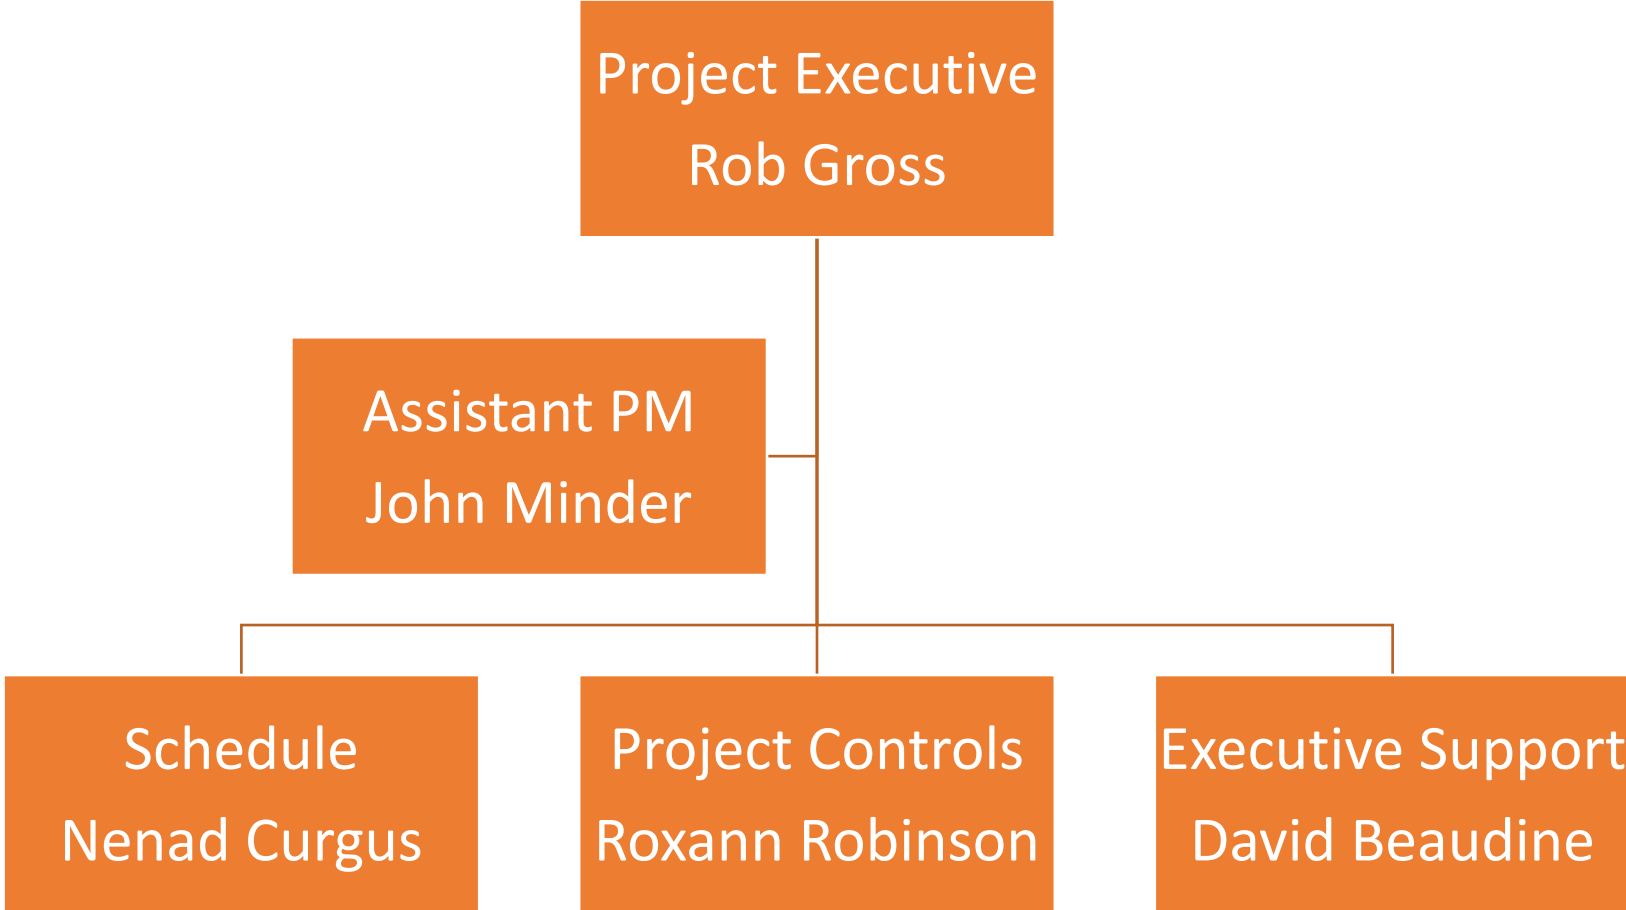 Project Executive
Rob Gross
Assistant PM
John Minder
Schedule
Nenad Curgus
Project Controls
Roxann Robinson
Executive Support
David Beaudine